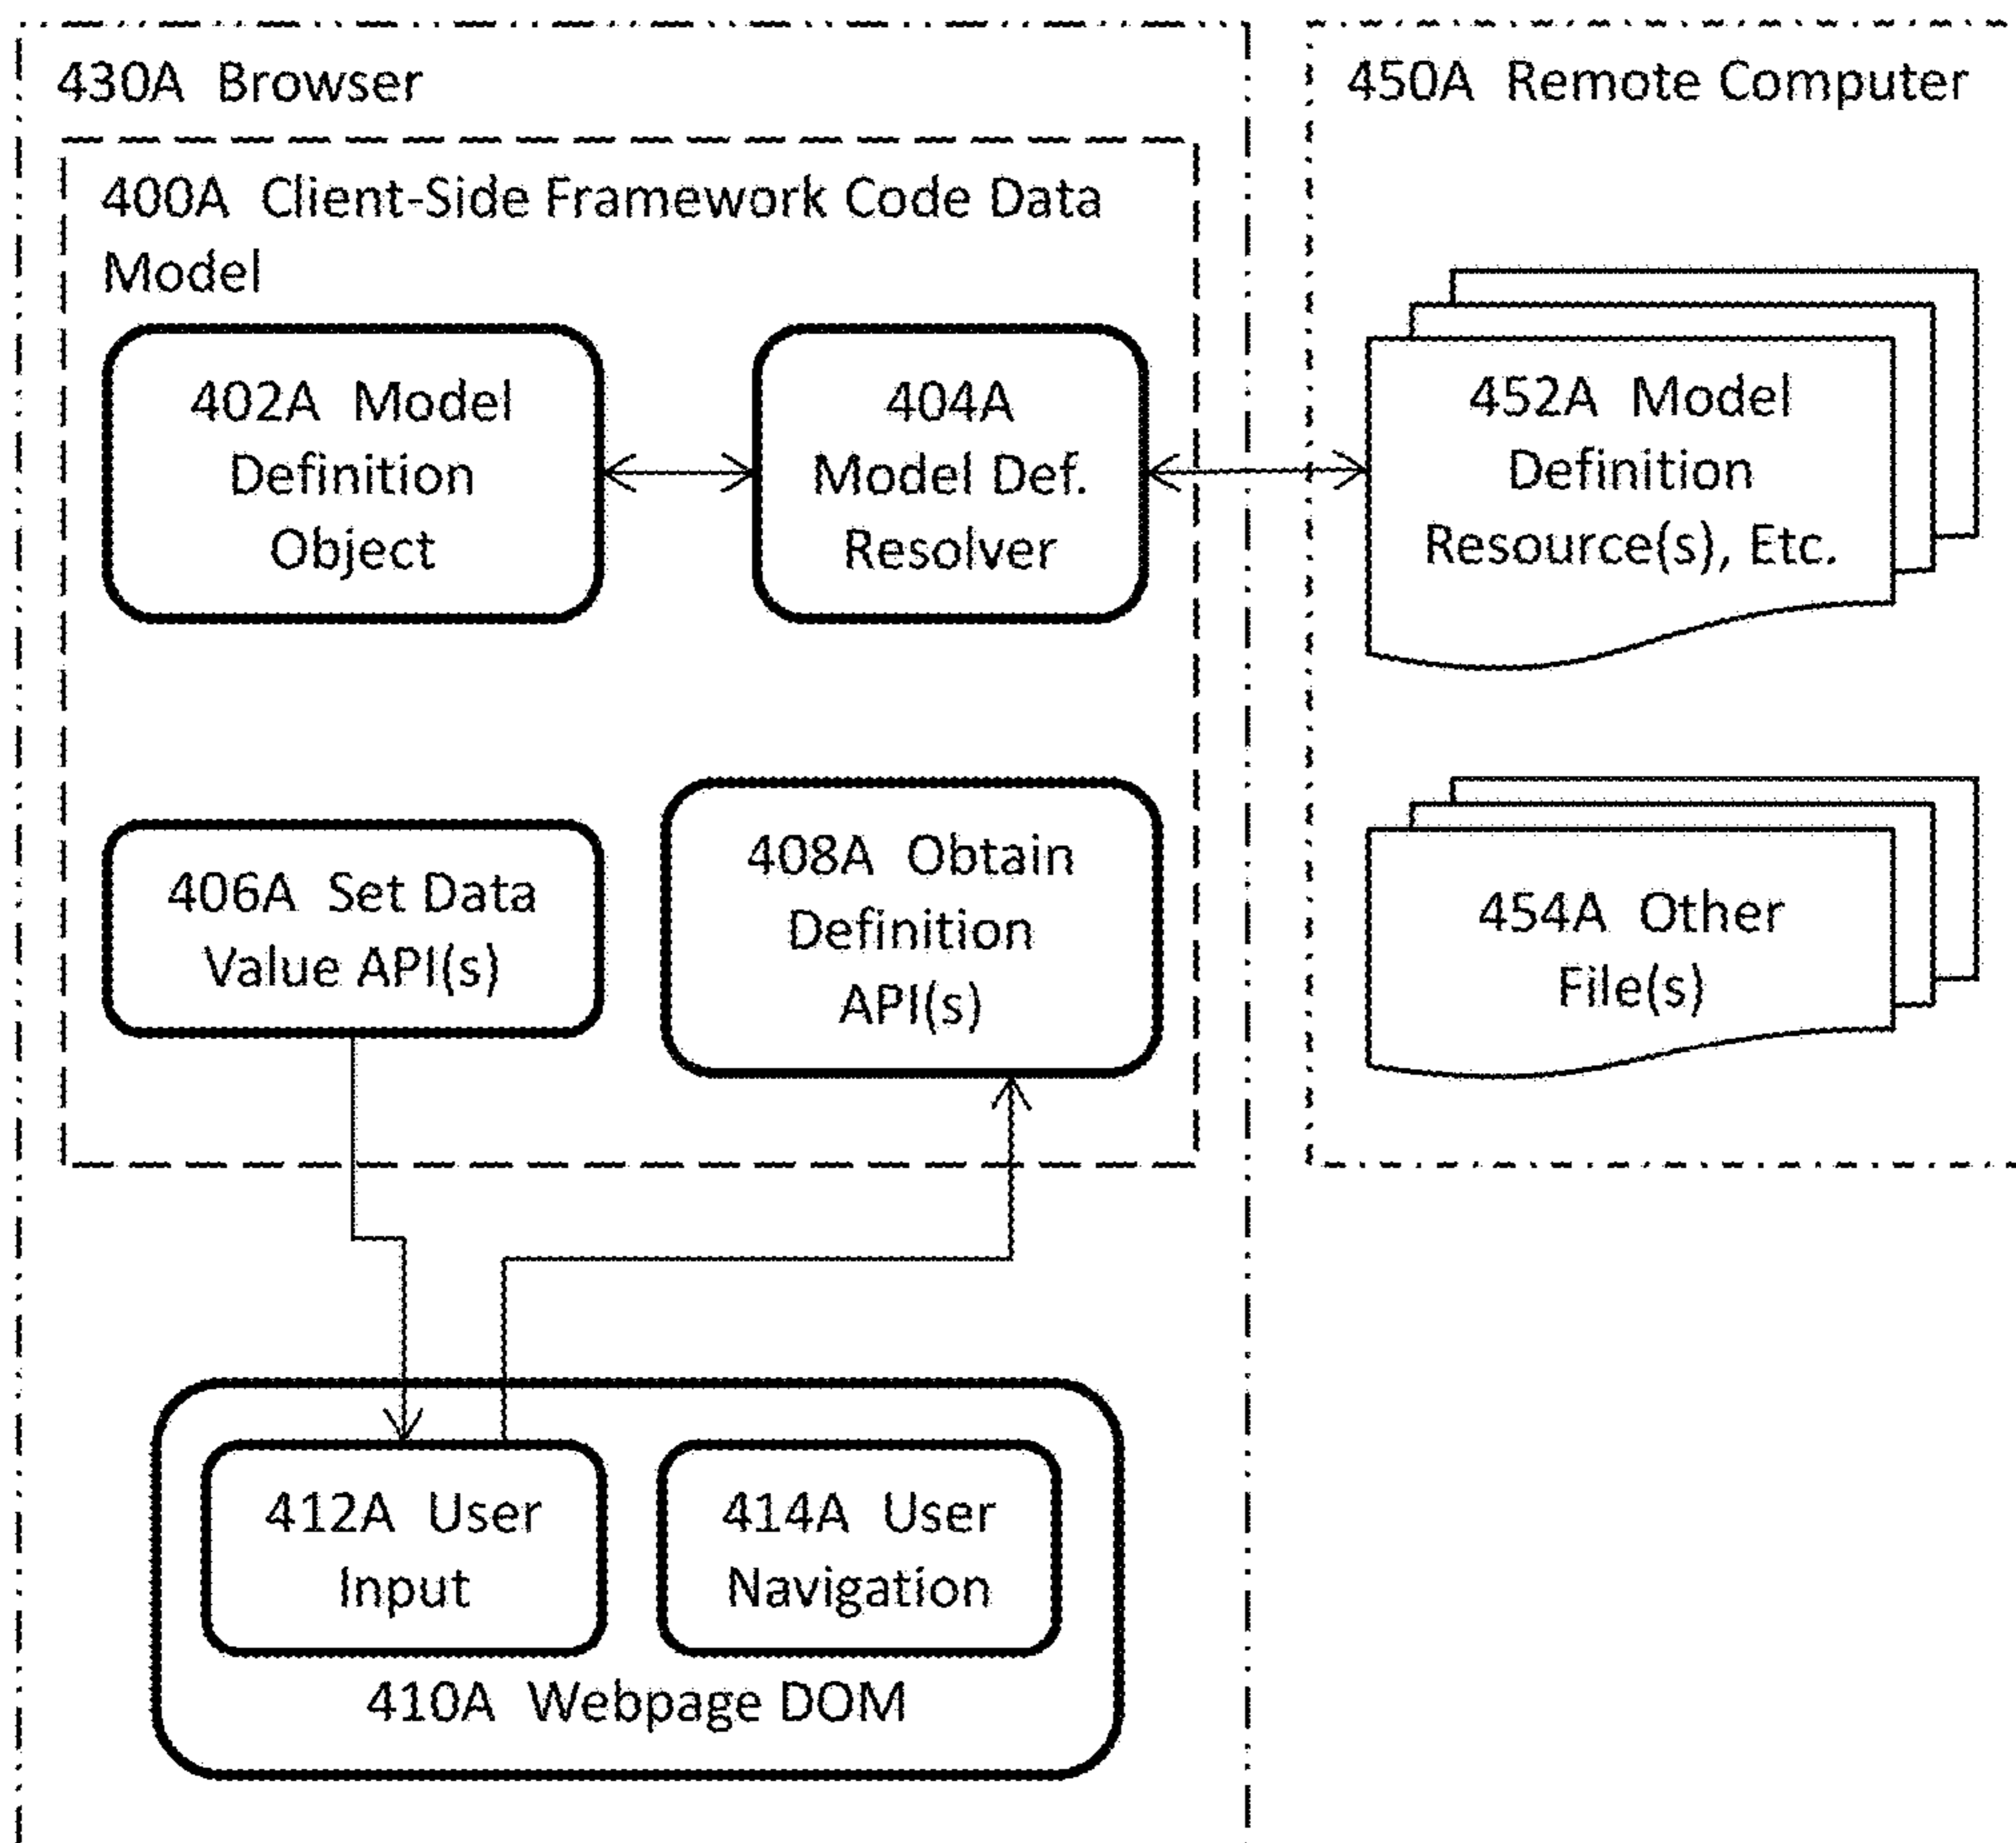 430A Browser
400A Client-Side Framework Code Data
Model
402A Model
Definition
Object
404A
Model Def.
Resolver
406A Set Data
Value API(s)
408A Obtain
Definition
API(s)
412A User
Input
414A User
Navigation
410A Webpage DOM
450A Remote Computer
452A Model
Definition
Resource(s), Etc.
454A Other
File(s)